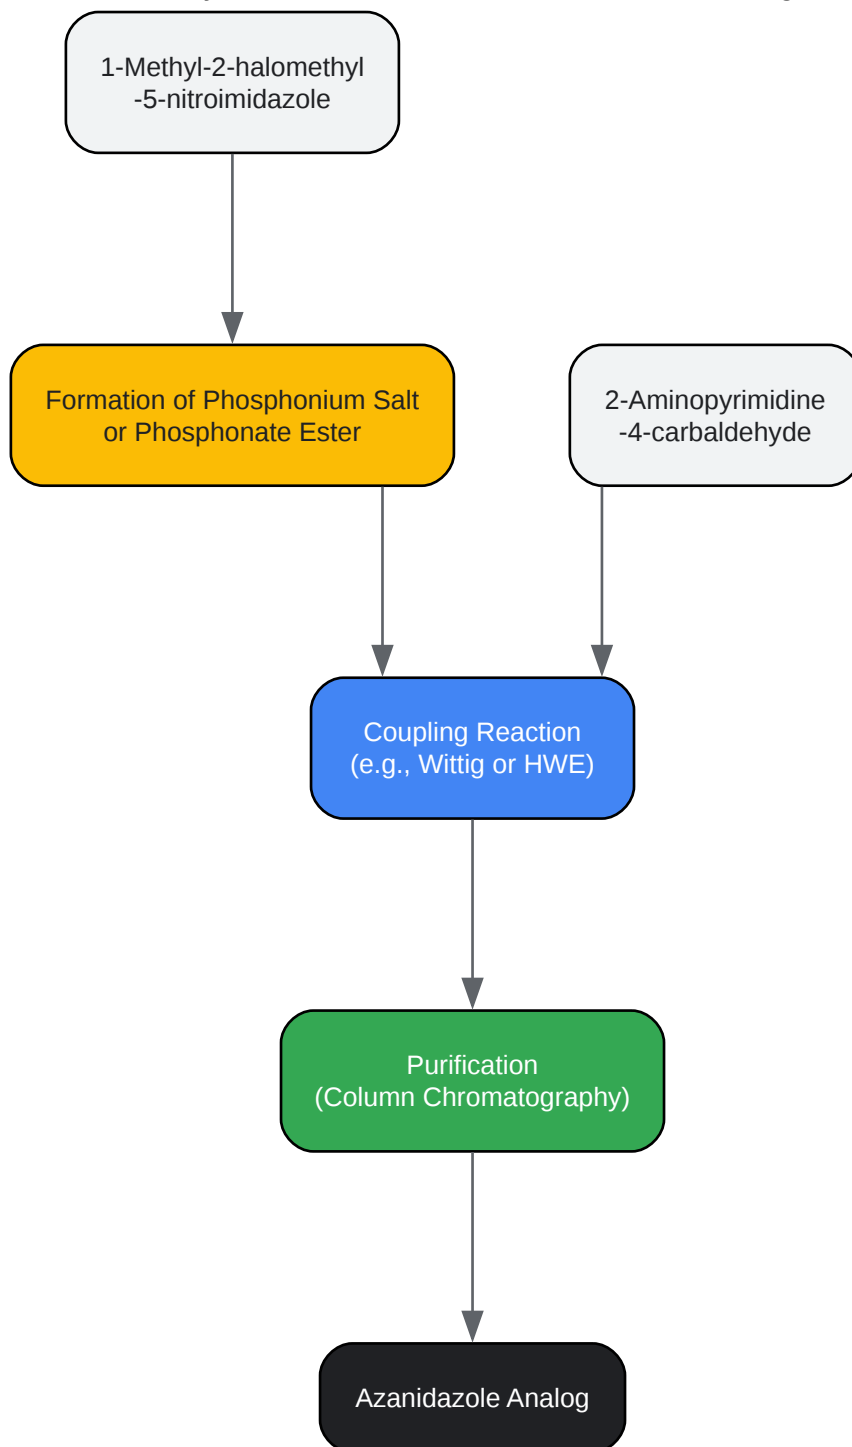 1-Methyl-2-halomethyl
-5-nitroimidazole
Formation of Phosphonium Salt
or Phosphonate Ester
2-Aminopyrimidine
-4-carbaldehyde
Coupling Reaction
(e.g., Wittig or HWE)
Purification
(Column Chromatography)
Azanidazole Analog